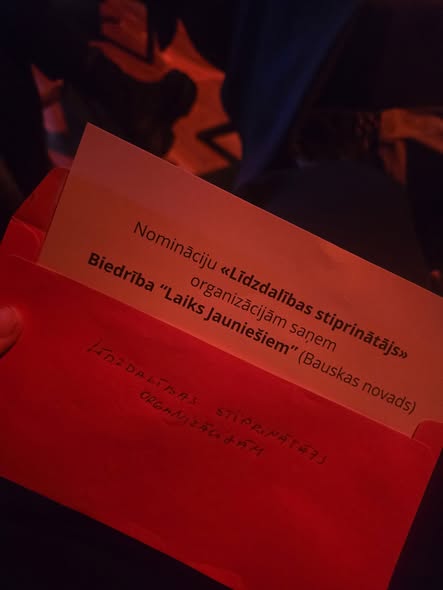 Nomināciju «Līdzdalības stiprinātājs»
organizācijām saņem
Biedrība "Laiks Jauniešiem" (Bauskas novads)
LĪDZDALĪBAS STIPRINĀTĀJS
ORGANIZĀCIJĀM